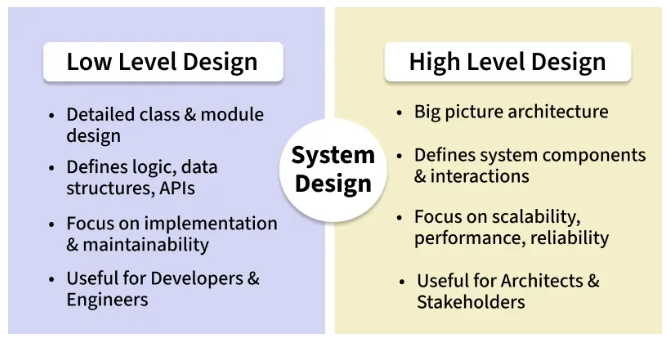 Low Level Design
• Detailed class & module
design
• Defines logic, data
structures, APIs
• Focus on implementation
& maintainability
• Useful for Developers &
Engineers
System
Design
High Level Design
• Big picture architecture
• Defines system components
& interactions
• Focus on scalability,
performance, reliability
• Useful for Architects &
Stakeholders